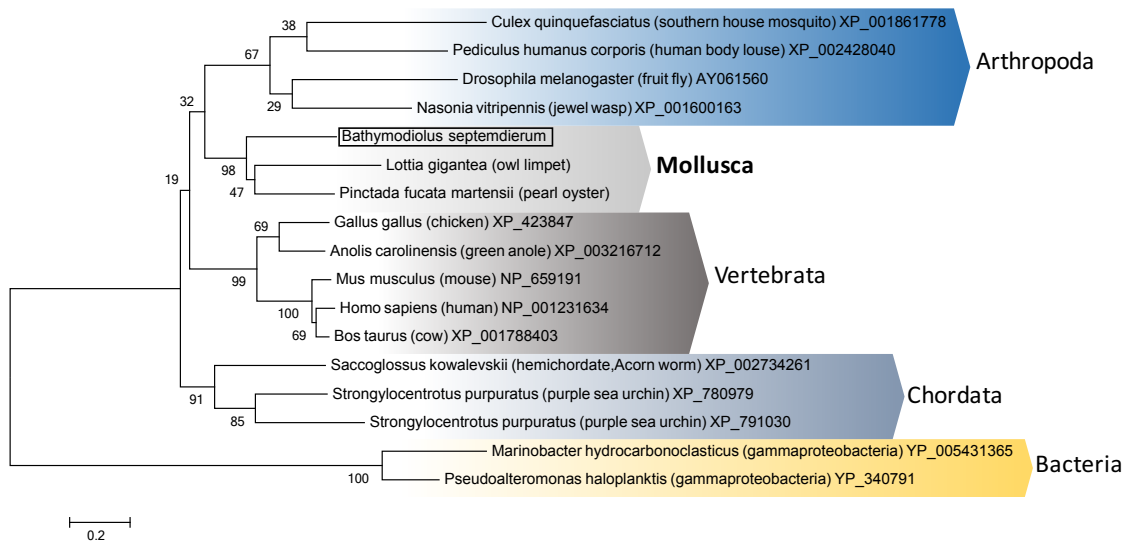 Culex quinquefasciatus (southern house mosquito) XP_001861778
38
Pediculus humanus corporis (human body louse) XP_002428040
67
Arthropoda
Drosophila melanogaster (fruit fly) AY061560
29
Nasonia vitripennis (jewel wasp) XP_001600163
32
Bathymodiolus septemdierum
98
Lottia gigantea (owl limpet)
Mollusca
19
47
Pinctada fucata martensii (pearl oyster)
69
Gallus gallus (chicken) XP_423847
Anolis carolinensis (green anole) XP_003216712
99
Mus musculus (mouse) NP_659191
Vertebrata
100
Homo sapiens (human) NP_001231634
69
Bos taurus (cow) XP_001788403
Saccoglossus kowalevskii (hemichordate,Acorn worm) XP_002734261
91
Strongylocentrotus purpuratus (purple sea urchin) XP_780979
Chordata
85
Strongylocentrotus purpuratus (purple sea urchin) XP_791030
Marinobacter hydrocarbonoclasticus (gammaproteobacteria) YP_005431365
Bacteria
100
Pseudoalteromonas haloplanktis (gammaproteobacteria) YP_340791
0.2